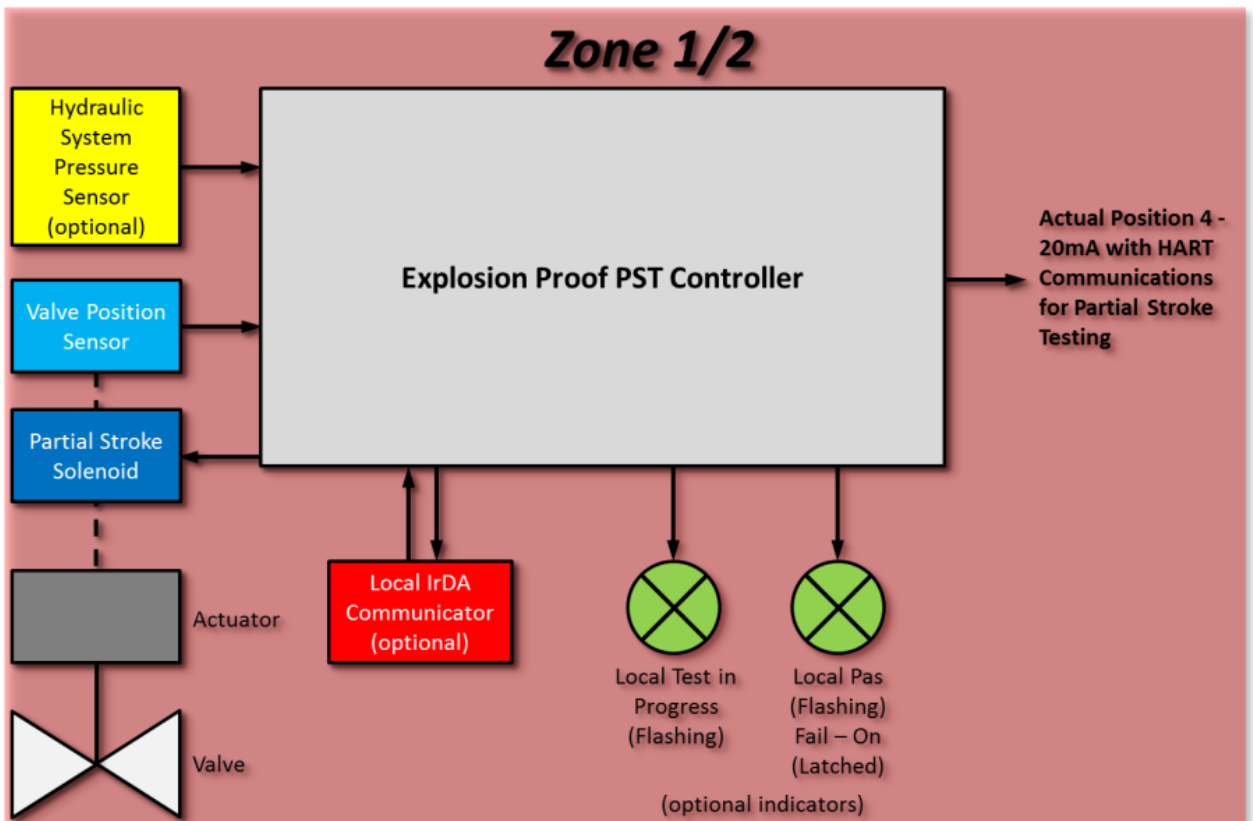 Zone 1/2
Hydraulic
System
Pressure
Sensor
(optional)
Explosion Proof PST Controller
Actual Position 4 -
20mA with HART
Communications
for Partial Stroke
Testing
Valve Position
Sensor
Partial Stroke
Solenoid
Actuator
Valve
Local IrDA
Communicator
(optional)
Local Test in
Progress
(Flashing)
Local Pas
(Flashing)
Fail – On
(Latched)
(optional indicators)